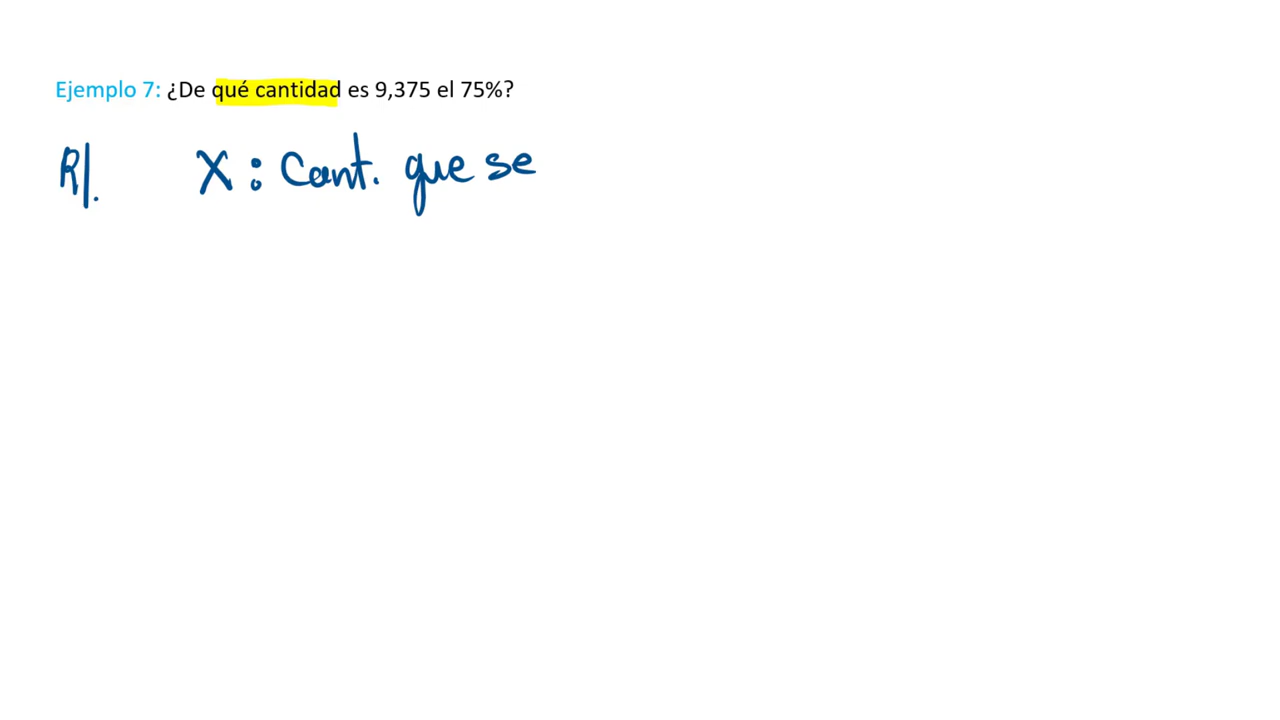 Ejemplo 7: ¿De qué cantidad es 9,375 el 75%?
R/. X : Cant. que se